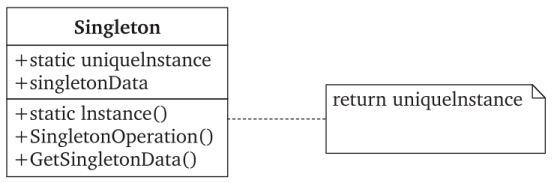 Singleton
+static uniqueInstance
+singletonData
+static Instance()
+SingletonOperation()
+GetSingletonData()
return uniqueInstance